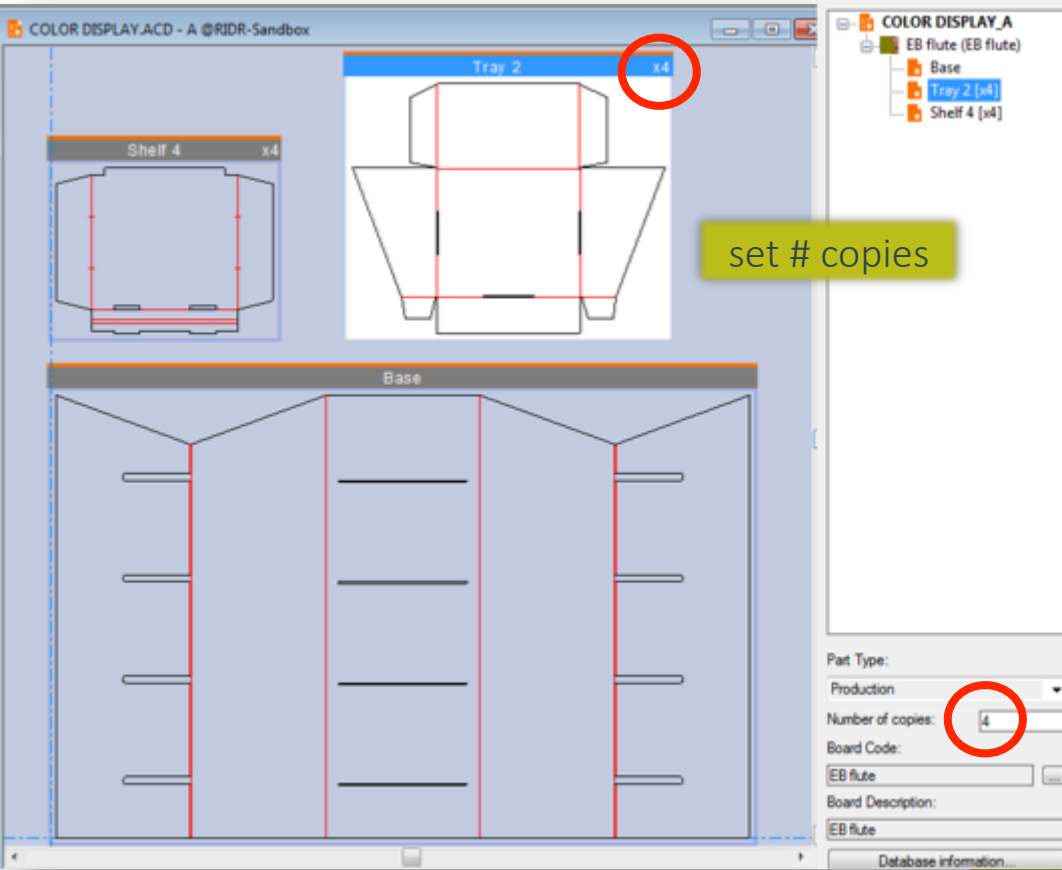 COLOR DISPLAY.ACD - A @RIDR-Sandbox
Tray 2 x4
Shelf 4 x4
set # copies
Base
COLOR DISPLAY_A
EB flute (EB flute)
Base
Tray 2 [x4]
Shelf 4 [x4]
Part Type:
Production
Number of copies: 4
Board Code:
EB flute ...
Board Description:
EB flute
Database information...